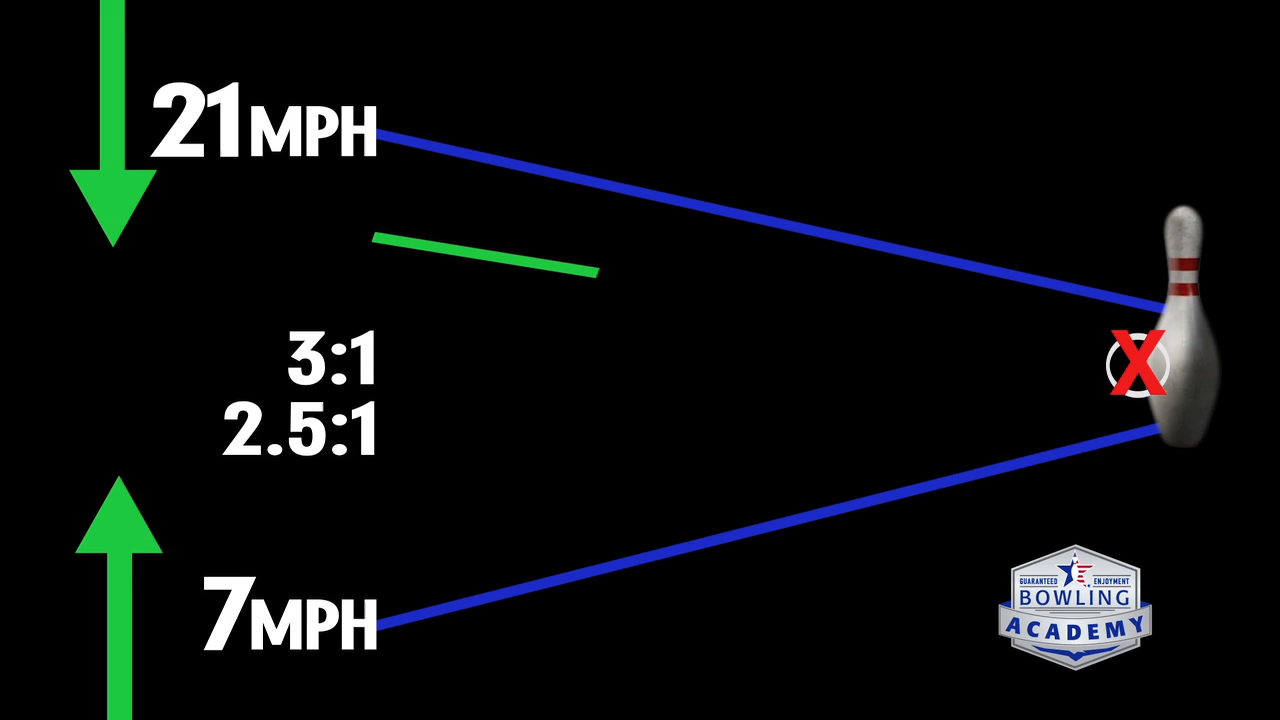 21MPH
3:1
2.5:1
X
7MPH
GUARANTEED ENJOYMENT
BOWLING
ACADEMY